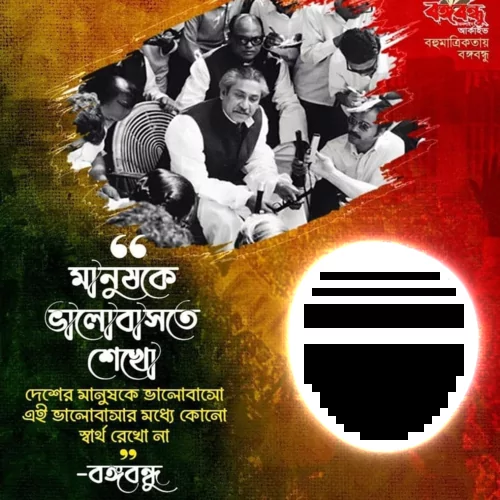 বঙ্গবন্ধু
আর্কাইভ
বহুমাত্রিকতায়
বঙ্গবন্ধু
“
মানুষকে
ভালোবাসতে
শেখো
দেশের মানুষকে ভালোবাসো
এই ভালোবাসার মধ্যে কোনো
স্বার্থ রেখো না
”
-বঙ্গবন্ধু